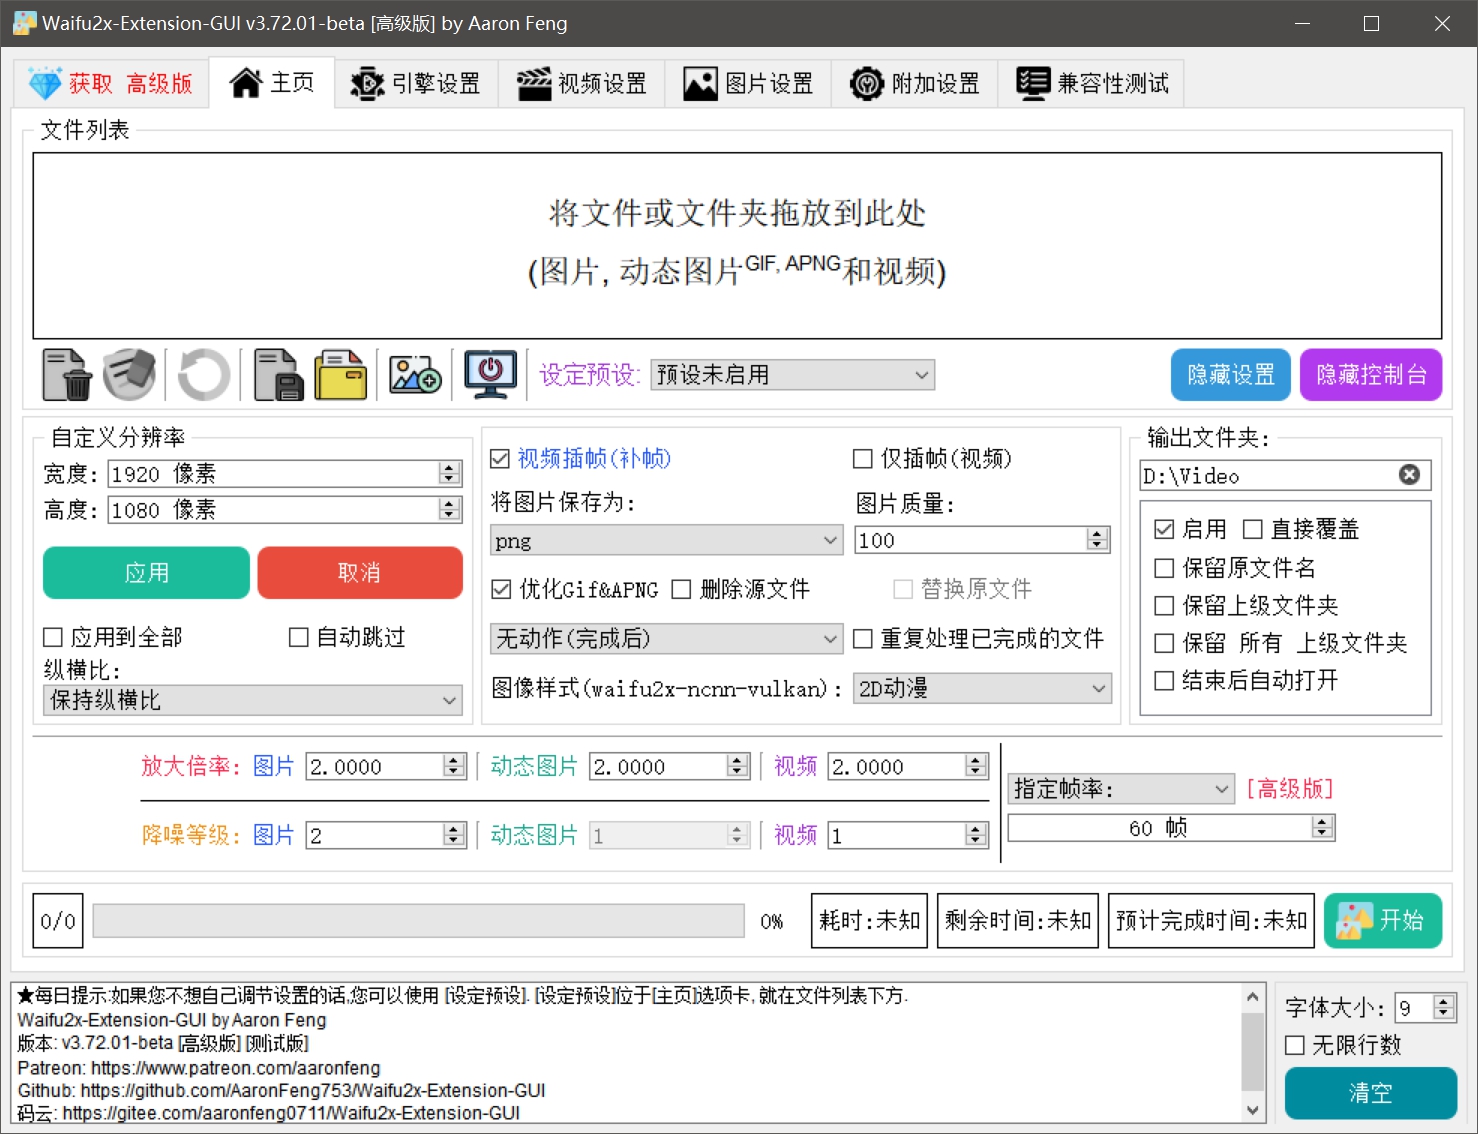 Waifu2x-Extension-GUI v3.72.01-beta [高级版] by Aaron Feng
获取 高级版 主页 引擎设置 视频设置 图片设置 附加设置 兼容性测试
文件列表
将文件或文件夹拖放到此处
(图片, 动态图片GIF, APNG和视频)
设定预设: 预设未启用 隐藏设置 隐藏控制台
自定义分辨率
宽度: 1920 像素
高度: 1080 像素
应用 取消
应用到全部 自动跳过
纵横比:
保持纵横比
视频插帧(补帧) 仅插帧(视频)
将图片保存为: 图片质量:
png 100
优化Gif&APNG 删除源文件 替换原文件
无动作(完成后) 重复处理已完成的文件
图像样式(waifu2x-ncnn-vulkan): 2D动漫
输出文件夹:
D:\Video
启用 直接覆盖
保留原文件名
保留上级文件夹
保留 所有 上级文件夹
结束后自动打开
放大倍率: 图片 2.0000 动态图片 2.0000 视频 2.0000
降噪等级: 图片 2 动态图片 1 视频 1
指定帧率: [高级版]
60 帧
0/0 0% 耗时:未知 剩余时间:未知 预计完成时间:未知 开始
★每日提示:如果您不想自己调节设置的话,您可以使用 [设定预设]. [设定预设]位于[主页]选项卡, 就在文件列表下方.
Waifu2x-Extension-GUI by Aaron Feng
版本: v3.72.01-beta [高级版] [测试版]
Patreon: https://www.patreon.com/aaronfeng
Github: https://github.com/AaronFeng753/Waifu2x-Extension-GUI
码云: https://gitee.com/aaronfeng0711/Waifu2x-Extension-GUI
字体大小: 9
无限行数
清空